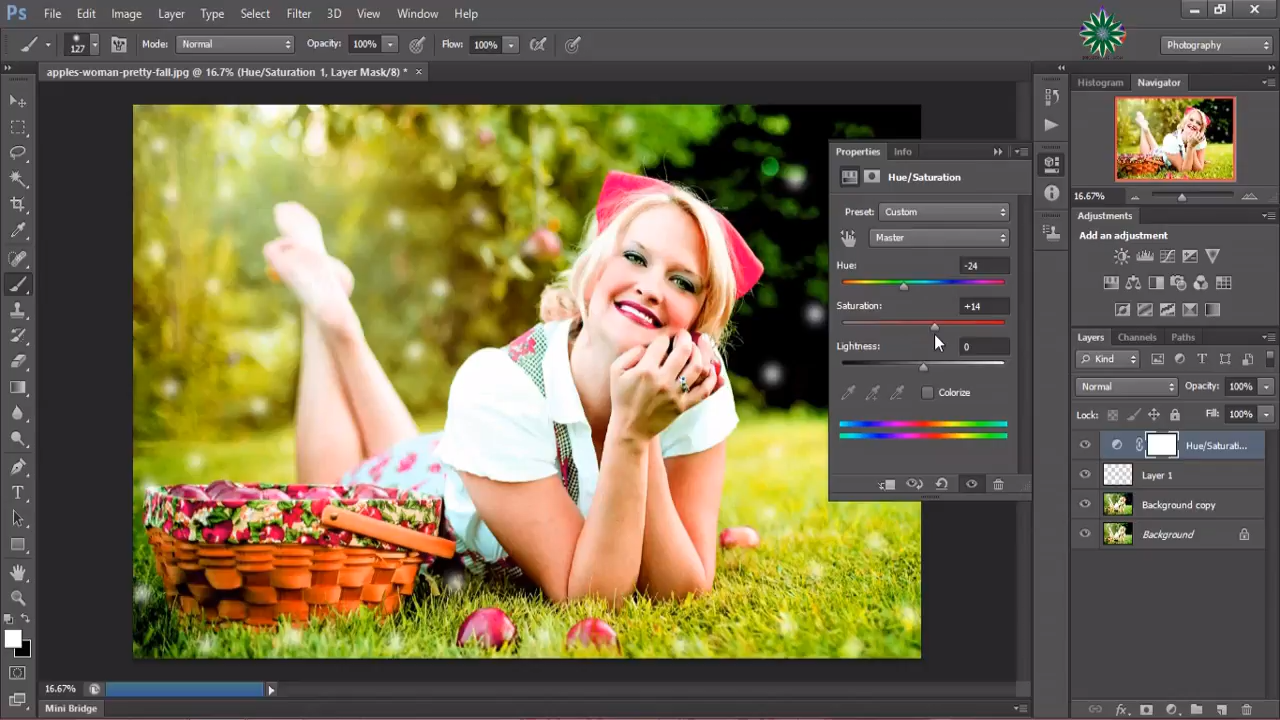 Ps File Edit Image Layer Type Select Filter 3D View Window Help
127 Mode: Normal Opacity: 100% Flow: 100% Photography
apples-woman-pretty-fall.jpg @ 16.7% (Hue/Saturation 1, Layer Mask/8) * ×
Histogram Navigator
16.67%
Properties Info
Hue/Saturation
Preset: Custom
Master
Hue: -24
Saturation: +14
Lightness: 0
Colorize
Adjustments
Add an adjustment
Layers Channels Paths
Kind
Normal Opacity: 100%
Lock: Fill: 100%
Hue/Saturati...
Layer 1
Background copy
Background
16.67%
Mini Bridge